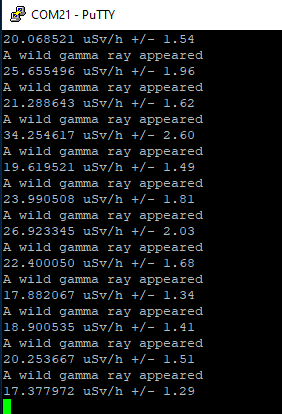 COM21 - PuTTY
20.068521 uSv/h +/- 1.54
A wild gamma ray appeared
25.655496 uSv/h +/- 1.96
A wild gamma ray appeared
21.288643 uSv/h +/- 1.62
A wild gamma ray appeared
34.254617 uSv/h +/- 2.60
A wild gamma ray appeared
19.619521 uSv/h +/- 1.49
A wild gamma ray appeared
23.990508 uSv/h +/- 1.81
A wild gamma ray appeared
26.923345 uSv/h +/- 2.03
A wild gamma ray appeared
22.400050 uSv/h +/- 1.68
A wild gamma ray appeared
17.882067 uSv/h +/- 1.34
A wild gamma ray appeared
18.900535 uSv/h +/- 1.41
A wild gamma ray appeared
20.253667 uSv/h +/- 1.51
A wild gamma ray appeared
17.377972 uSv/h +/- 1.29